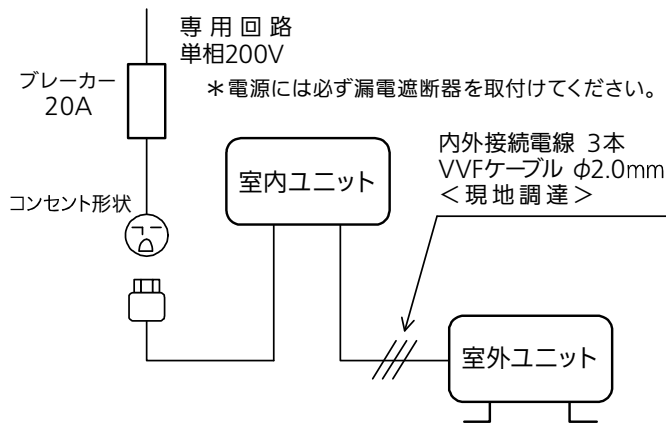 専用回路
単相200V
ブレーカー
20A
＊電源には必ず漏電遮断器を取付けてください。
内外接続電線 3本
VVFケーブル φ2.0mm
＜現地調達＞
室内ユニット
コンセント形状
室外ユニット